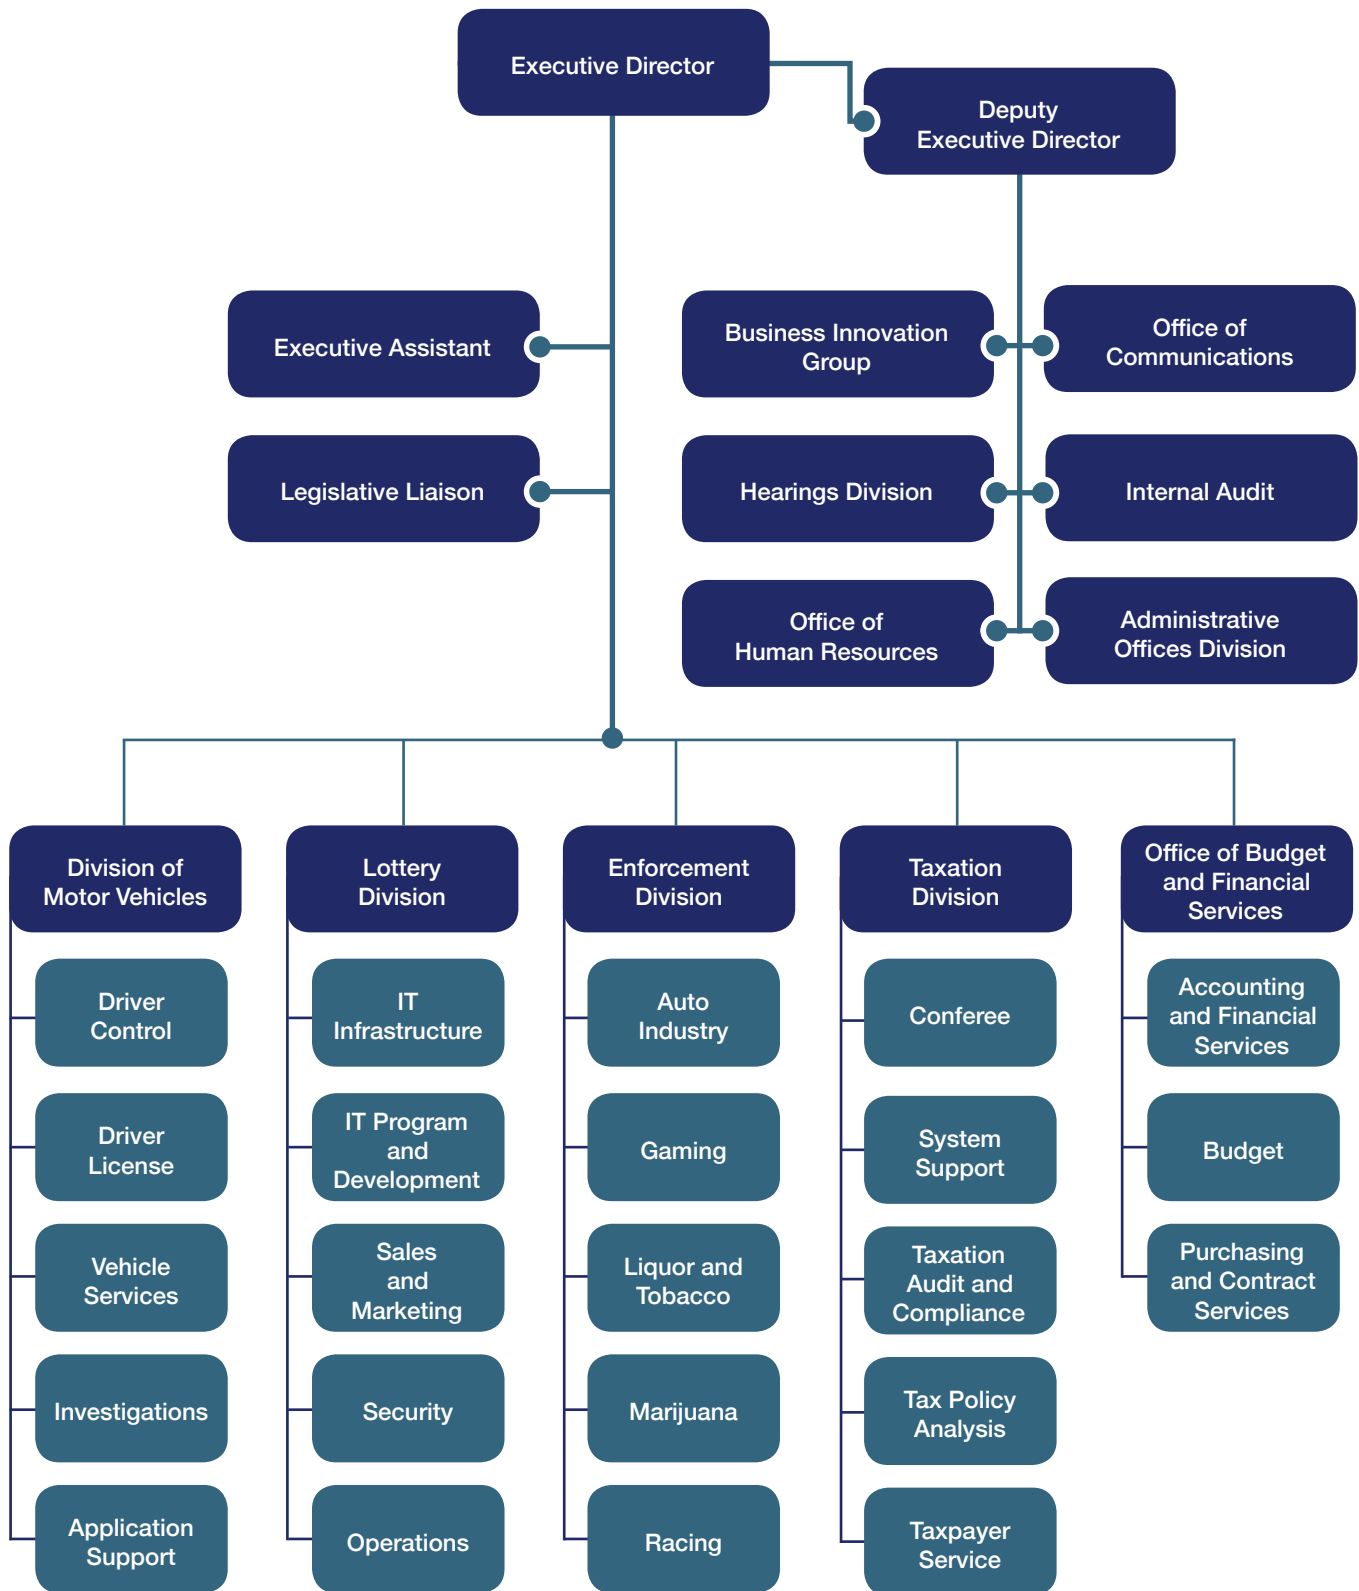 Executive Director
Deputy
Executive Director
Executive Assistant
Business Innovation
Group
Office of
Communications
Legislative Liaison
Hearings Division
Internal Audit
Office of
Human Resources
Administrative
Offices Division
Division of
Motor Vehicles
Driver
Control
Driver
License
Vehicle
Services
Investigations
Application
Support
Lottery
Division
IT
Infrastructure
IT Program
and
Development
Sales
and
Marketing
Security
Operations
Enforcement
Division
Auto
Industry
Gaming
Liquor and
Tobacco
Marijuana
Racing
Taxation
Division
Conferee
System
Support
Taxation
Audit and
Compliance
Tax Policy
Analysis
Taxpayer
Service
Office of Budget
and Financial
Services
Accounting
and Financial
Services
Budget
Purchasing
and Contract
Services